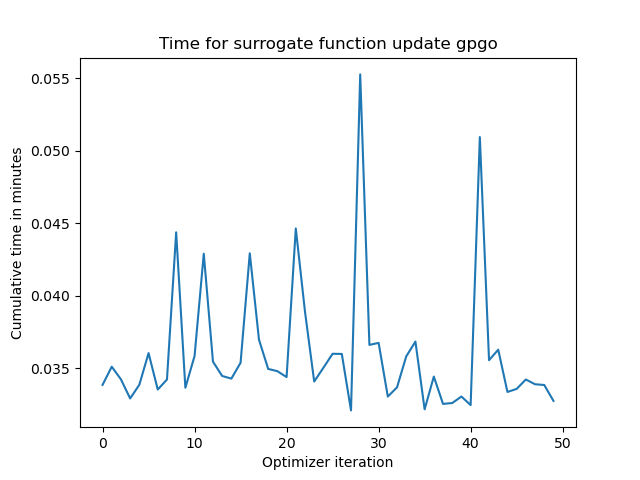 Time for surrogate function update gpgo
0.055
0.050
0.045
0.040
0.035
Cumulative time in minutes
0 10 20 30 40 50
Optimizer iteration